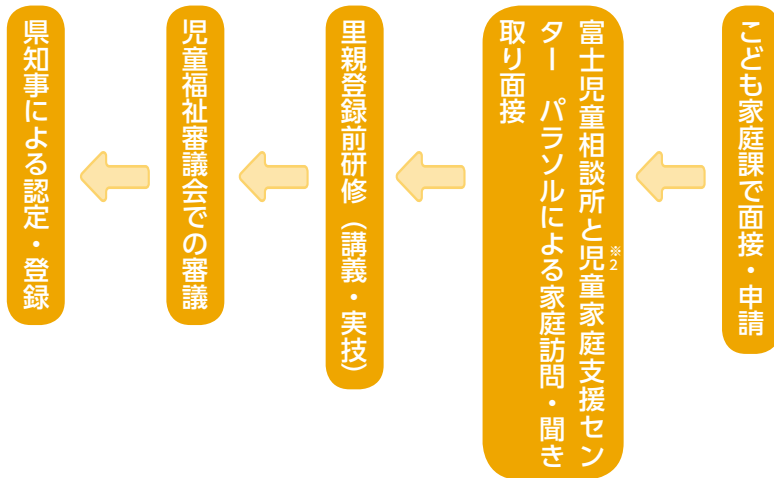 こども家庭課で面接・申請
富士児童相談所と児童家庭支援セン
※2
ター　パラソルによる家庭訪問・聞き
取り面接
里親登録前研修（講義・実技）
児童福祉審議会での審議
県知事による認定・登録